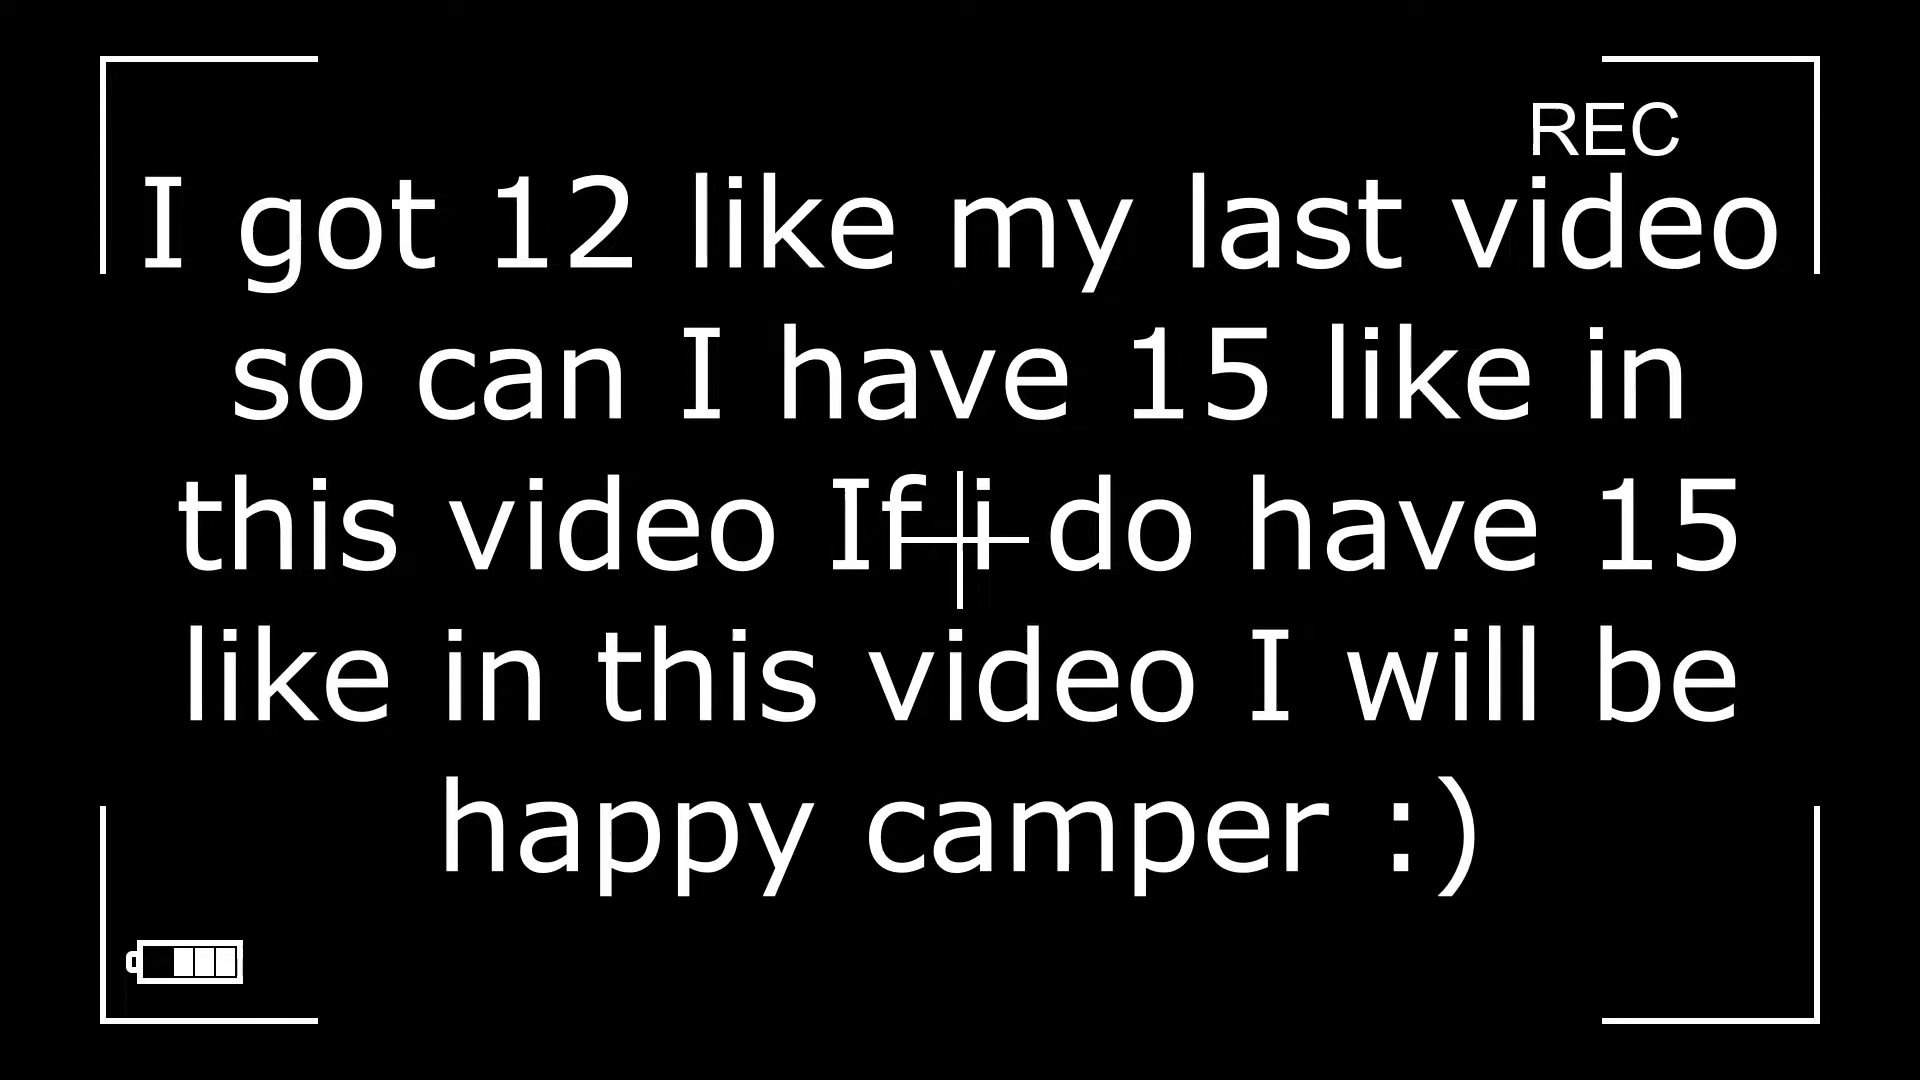 REC
I got 12 like my last video
so can I have 15 like in
this video If i do have 15
like in this video I will be
happy camper :)